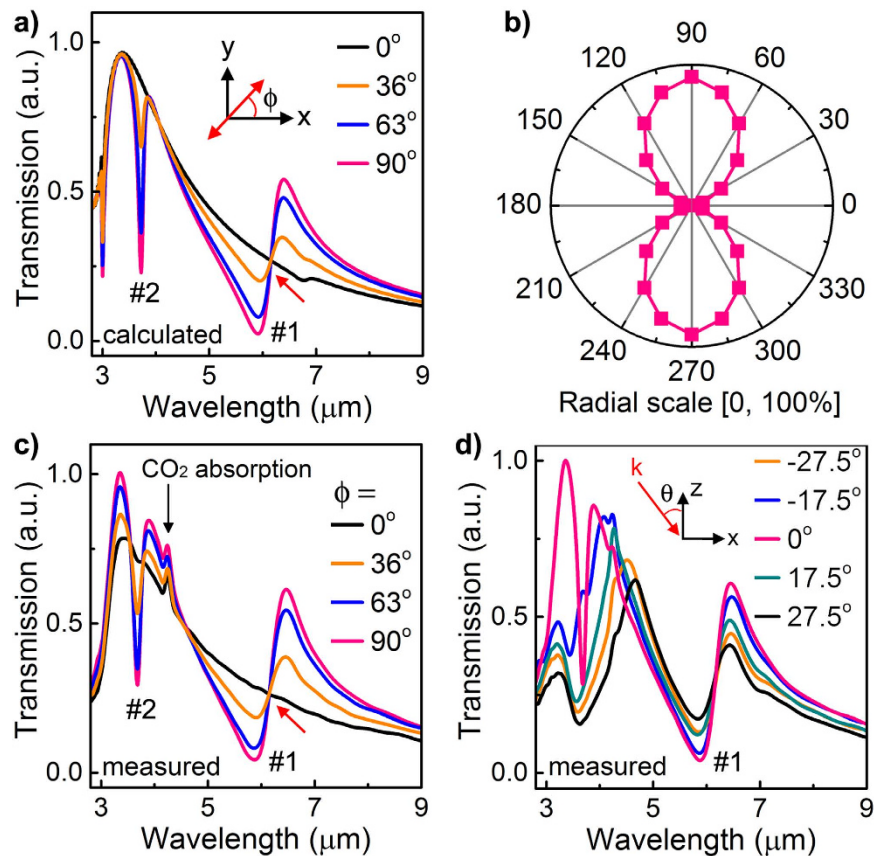 a)
Transmission (a.u.)
1.0
0.5
0.0
y
x
ϕ
0°
36°
63°
90°
#2
#1
calculated
3 5 7 9
Wavelength (μm)
b)
90
120 60
150 30
180 0
210 330
240 300
270
Radial scale [0, 100%]
c)
Transmission (a.u.)
1.0
0.5
0.0
CO₂ absorption
ϕ =
0°
36°
63°
90°
#2
#1
measured
3 5 7 9
Wavelength (μm)
d)
Transmission (a.u.)
1.0
0.5
0.0
k
θ
z
x
-27.5°
-17.5°
0°
17.5°
27.5°
#1
measured
3 5 7 9
Wavelength (μm)